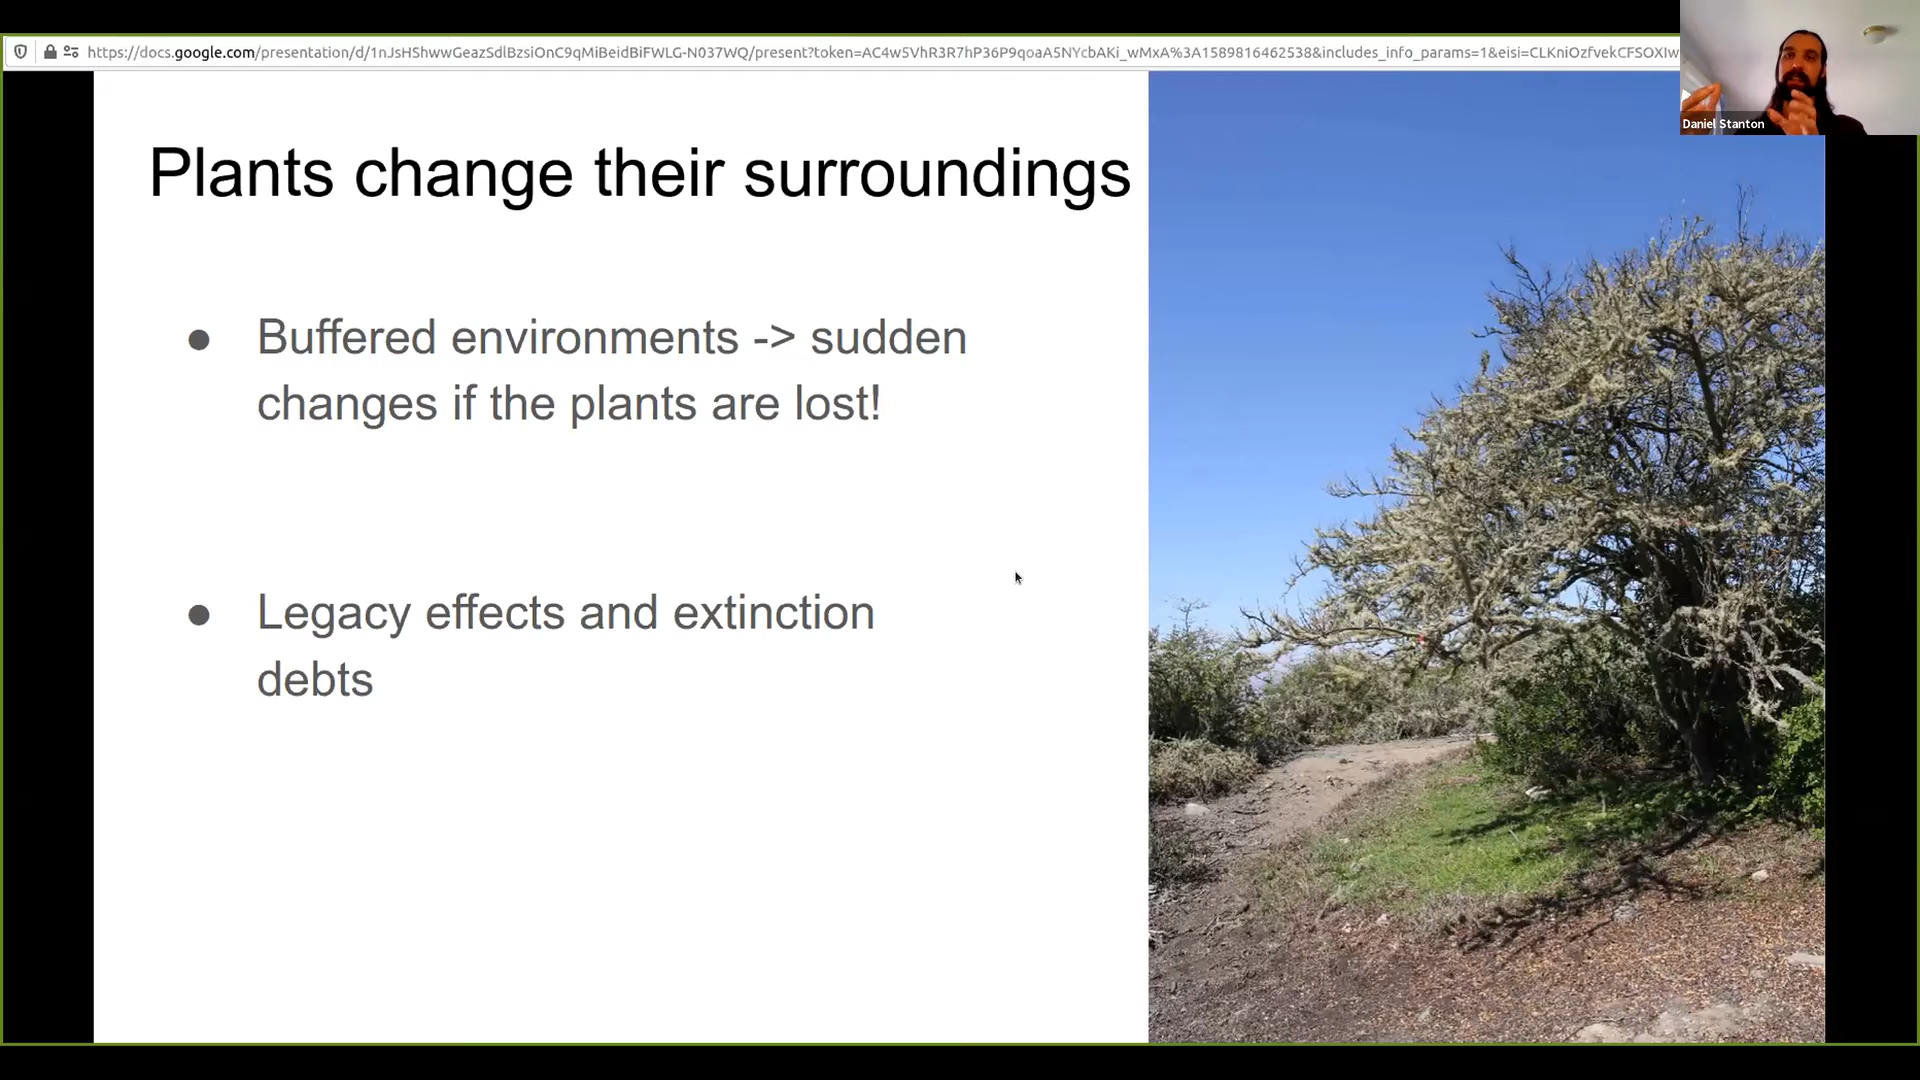 https://docs.google.com/presentation/d/1nJsHShwwGeazSdlBzsiOnC9qMiBeidBiFWLG-N037WQ/present?token=AC4w5VhR3R7hP36P9qoaA5NYcbAKi_wMxA%3A1589816462538&includes_info_params=1&eisi=CLKniOzfvekCFSOXIw
Daniel Stanton
Plants change their surroundings
● Buffered environments -> sudden
changes if the plants are lost!
● Legacy effects and extinction
debts